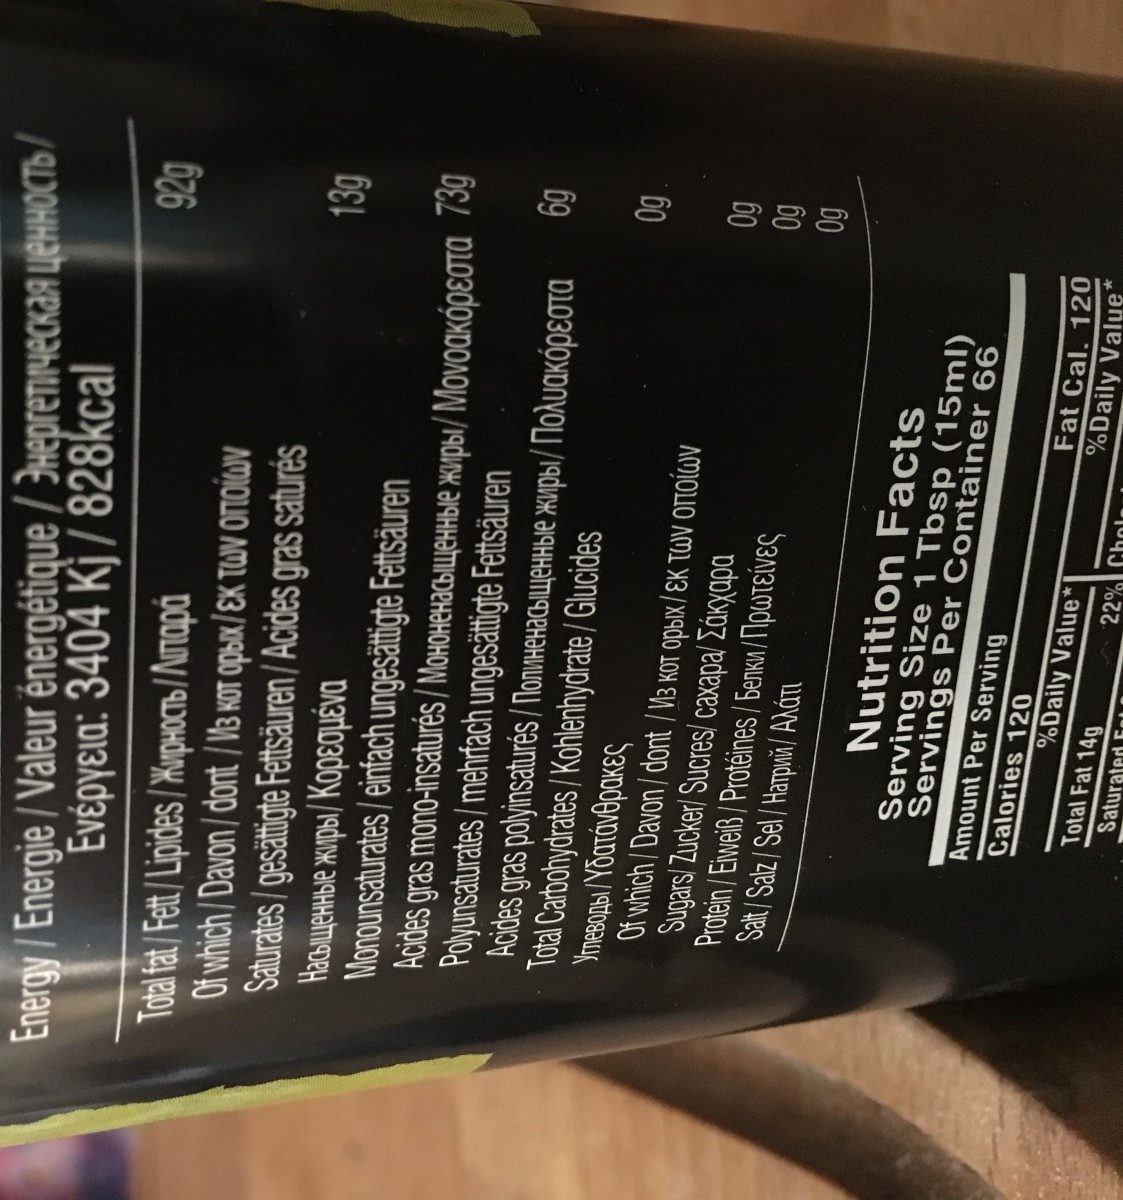 Energy / Energie / Valeur énergétique / Энергетическая ценность /
Ενέργεια: 3404 Kj / 828kcal
Total fat / Fett / Lipides / Жирность / Λιπαρά 92g
Of which / Davon / dont / Из кот орых / εκ των οποίων
Saturates / gesättigte Fettsäuren / Acides gras saturés
Насыщенные жиры / Κορεσμένα 13g
Monounsaturates / einfach ungesättigte Fettsäuren
Acides gras mono-insaturés / Мононенасыщенные жиры / Μονοακόρεστα 73g
Polyunsaturates / mehrfach ungesättigte Fettsäuren
Acides gras polyinsaturés / Полиненасыщенные жиры / Πολυακόρεστα 6g
Total Carbohydrates / Kohlenhydrate / Glucides
Углеводы / Υδατάνθρακες 0g
Of which / Davon / dont / Из кот орых / εκ των οποίων
Sugars / Zucker / Sucres / сахара / Σάκχαρα 0g
Protein / Eiweiß / Protéines / Белки / Πρωτεΐνες 0g
Salt / Salz / Sel / Натрий / Αλάτι 0g
Nutrition Facts
Serving Size 1 Tbsp (15ml)
Servings Per Container 66
Amount Per Serving
Calories 120 Fat Cal. 120
%Daily Value* %Daily Value*
Total Fat 14g 22%
Saturated